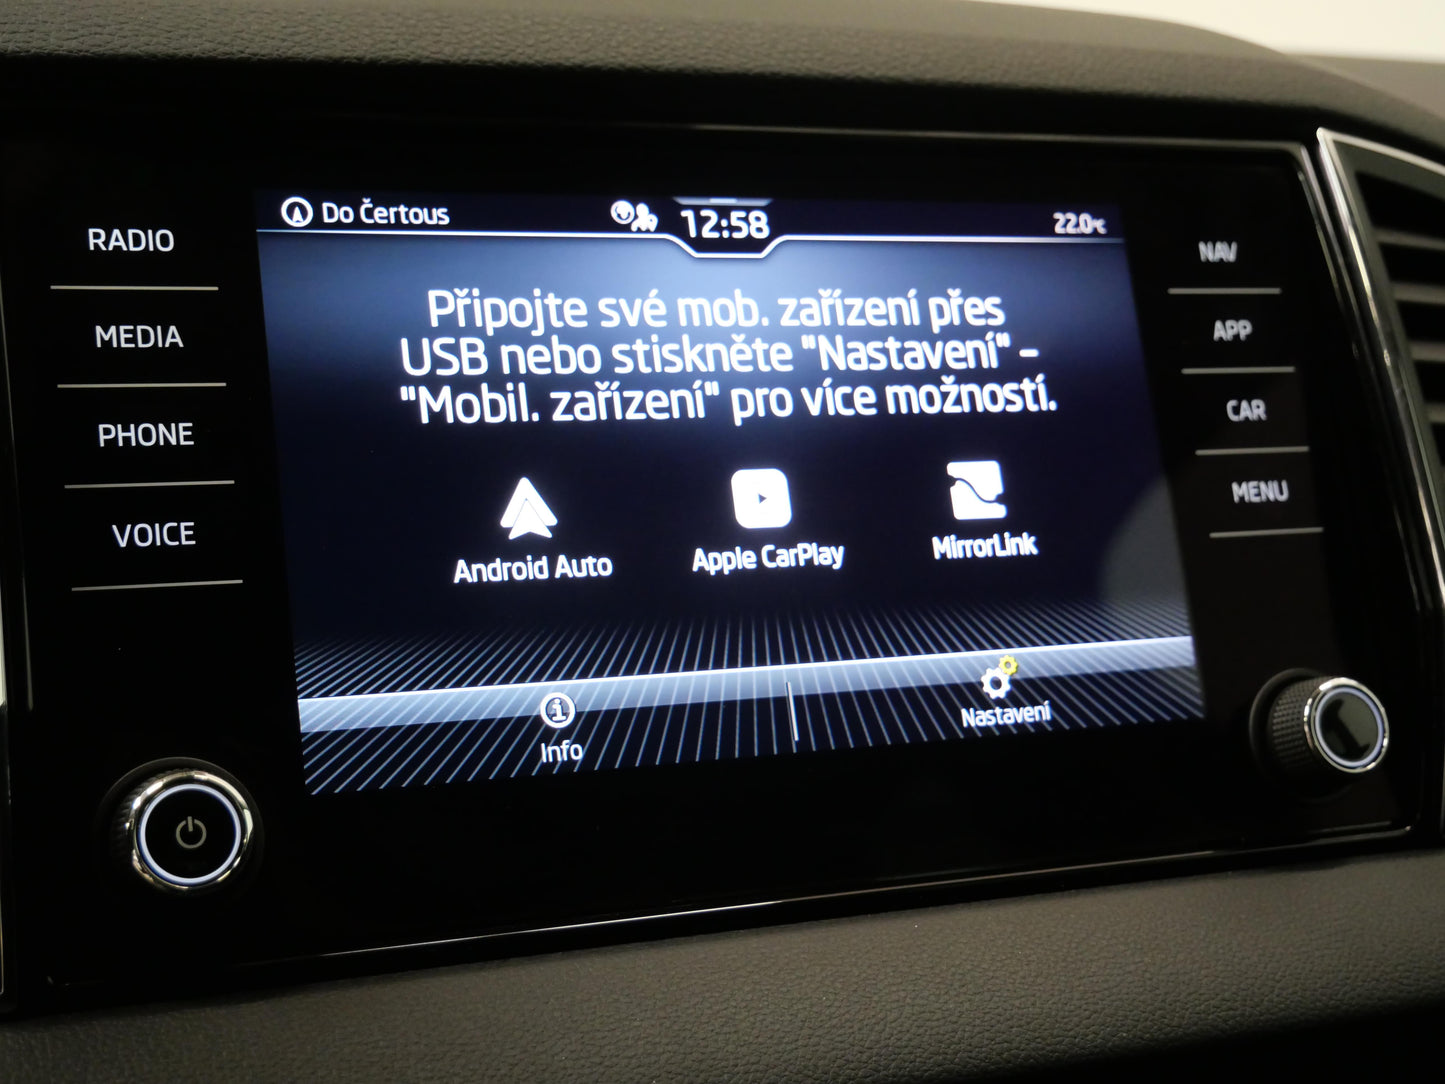 Do Čertous
12:58
22.0°C
RADIO
MEDIA
PHONE
VOICE
Připojte své mob. zařízení přes
USB nebo stiskněte "Nastavení" –
"Mobil. zařízení" pro více možností.
Android Auto
Apple CarPlay
MirrorLink
Info
Nastavení
NAV
APP
CAR
MENU